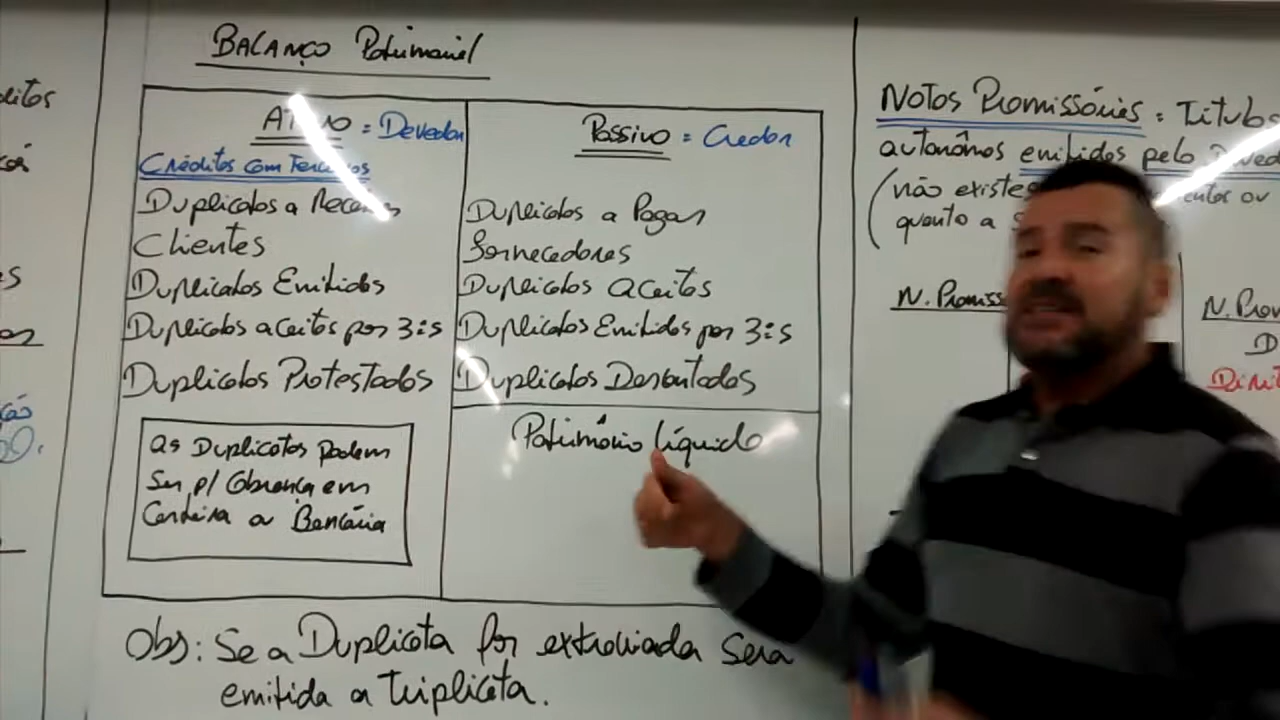 BALANÇO Patrimonial
ATIVO = Devedor
Créditos com Terceiros
Duplicatas a Receber
Clientes
Duplicatas Emitidas
Duplicatas aceitas por 3ºs
Duplicatas Protestadas
As Duplicatas Podem
Ser p/ Cobrança em
Carteira ou Bancária
Passivo = Credor
Duplicatas a Pagar
Fornecedores
Duplicatas aceitas
Duplicatas Emitidas por 3ºs
Duplicatas Descontadas
Patrimônio líquido
Obs: Se a Duplicata for extraviada será
emitida a Triplicata.
Notas Promissórias = Títulos
autonômos emitidos pelo
(não existe
quanto a
N. Promiss
N. Prom
D